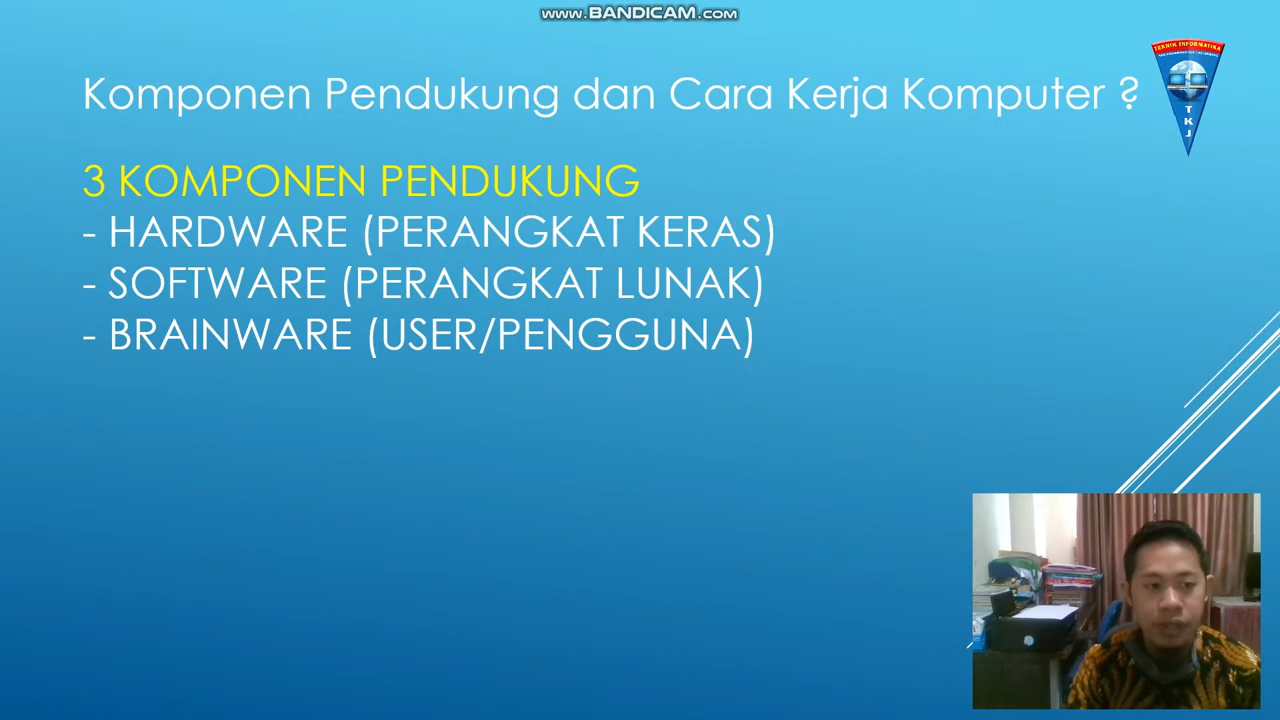 www.BANDICAM.com
TEKNIK INFORMATIKA
Komponen Pendukung dan Cara Kerja Komputer ?
T
K
J
3 KOMPONEN PENDUKUNG
- HARDWARE (PERANGKAT KERAS)
- SOFTWARE (PERANGKAT LUNAK)
- BRAINWARE (USER/PENGGUNA)